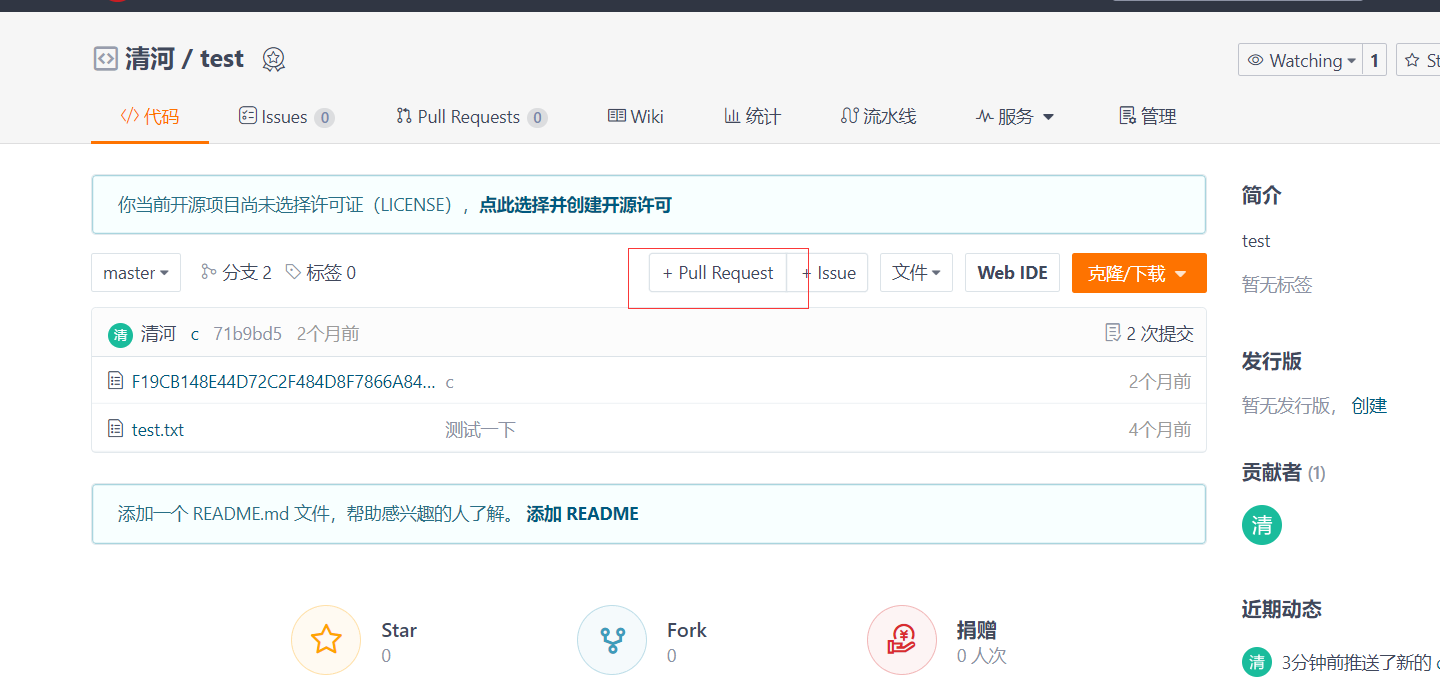 清河 / test
Watching 1 St
代码 Issues 0 Pull Requests 0 Wiki 统计 流水线 服务 管理
你当前开源项目尚未选择许可证（LICENSE），点此选择并创建开源许可
简介
test
暂无标签
master 分支 2 标签 0 + Pull Request + Issue 文件 Web IDE 克隆/下载
清 清河 c 71b9bd5 2个月前 2 次提交
F19CB148E44D72C2F484D8F7866A84... c 2个月前
test.txt 测试一下 4个月前
发行版
暂无发行版， 创建
贡献者 (1)
清
添加一个 README.md 文件，帮助感兴趣的人了解。 添加 README
Star
0
Fork
0
捐赠
0 人次
近期动态
清 3分钟前推送了新的